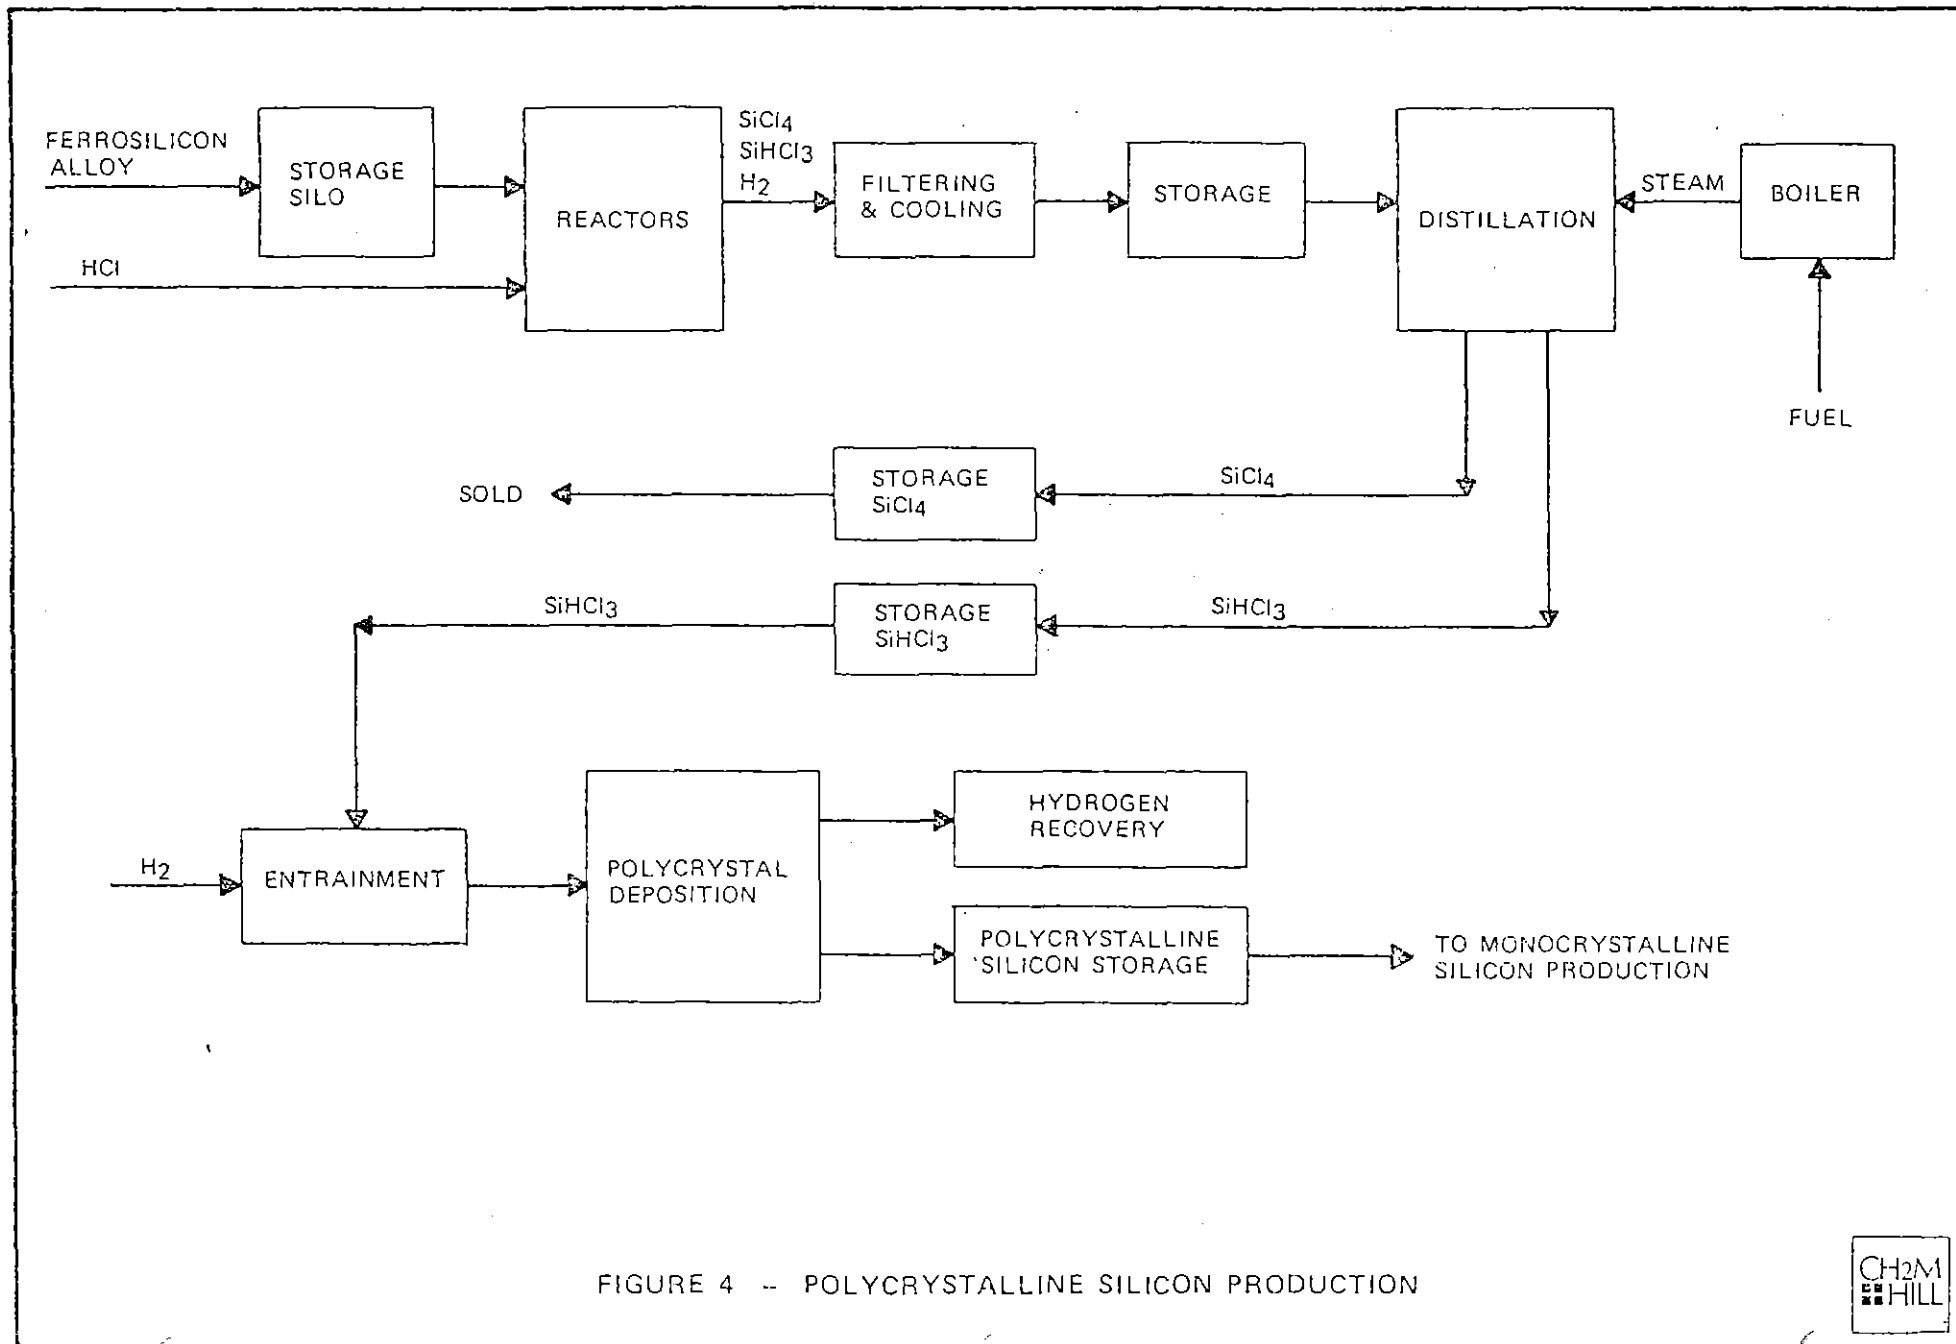 FERROSILICON
ALLOY
STORAGE
SILO
HCl
REACTORS
SiCl4
SiHCl3
H2
FILTERING
& COOLING
STORAGE
DISTILLATION
STEAM
BOILER
FUEL
SOLD
STORAGE
SiCl4
SiCl4
SiHCl3
STORAGE
SiHCl3
SiHCl3
H2
ENTRAINMENT
POLYCRYSTAL
DEPOSITION
HYDROGEN
RECOVERY
POLYCRYSTALLINE
SILICON STORAGE
TO MONOCRYSTALLINE
SILICON PRODUCTION
FIGURE 4 -- POLYCRYSTALLINE SILICON PRODUCTION
CH2M
HILL